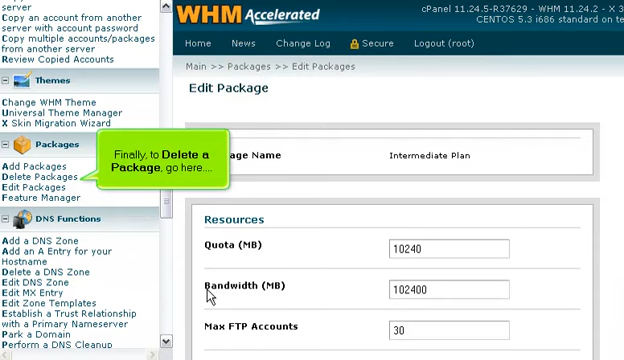 server
Copy an account from another
server with account password
Copy multiple accounts/packages
from another server
Review Copied Accounts
Themes
Change WHM Theme
Universal Theme Manager
X Skin Migration Wizard
Packages
Add Packages
Delete Packages
Edit Packages
Feature Manager
DNS Functions
Add a DNS Zone
Add an A Entry for your
Hostname
Delete a DNS Zone
Edit DNS Zone
Edit MX Entry
Edit Zone Templates
Establish a Trust Relationship
with a Primary Nameserver
Park a Domain
Perform a DNS Cleanup
Finally, to Delete a
Package, go here....
WHM Accelerated
cPanel 11.24.5-R37629 - WHM 11.24.2 - X 3
CENTOS 5.3 i686 standard on
Home News Change Log Secure Logout (root)
Main >> Packages >> Edit Packages
Edit Package
Name Intermediate Plan
Resources
Quota (MB) 10240
Bandwidth (MB) 102400
Max FTP Accounts 30